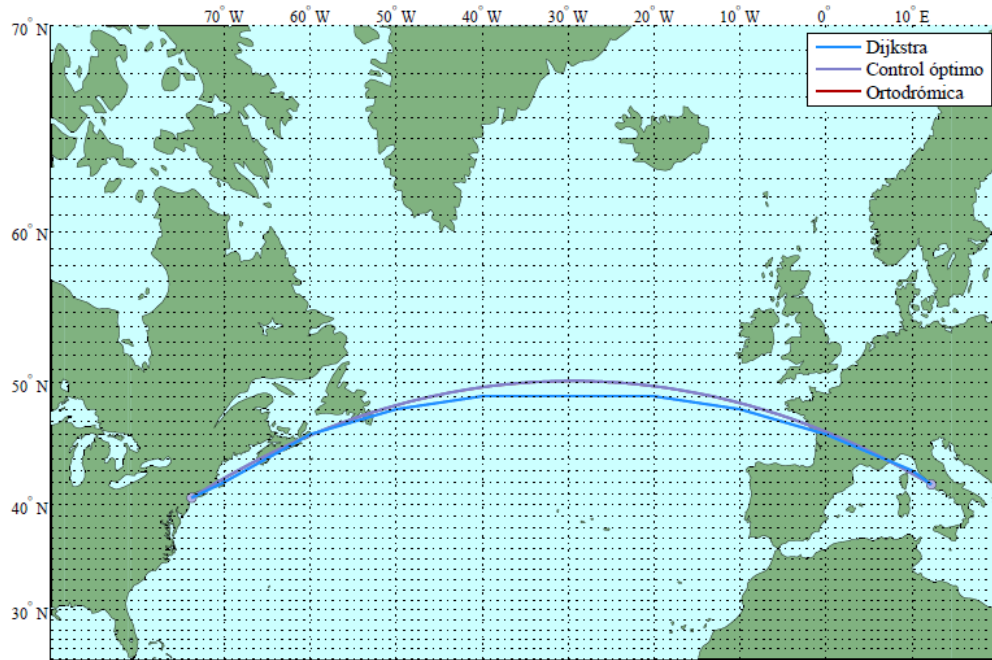 70° W 60° W 50° W 40° W 30° W 20° W 10° W 0° 10° E
70° N
60° N
50° N
40° N
30° N
Dijkstra
Control óptimo
Ortodrómica